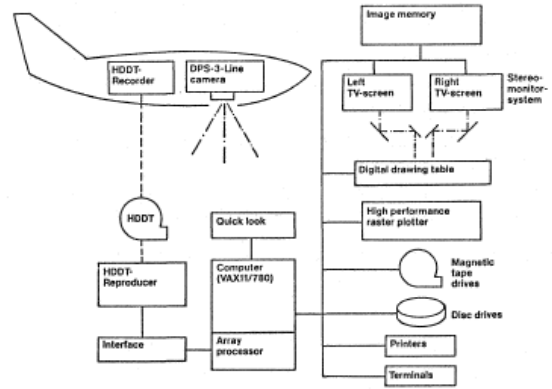 HDDT-
Recorder
DPS-3-Line
camera
Image memory
Left
TV-screen
Right
TV-screen
Stereo-
monitor-
system
Digital drawing table
HDDT
Quick look
High performance
raster plotter
HDDT-
Reproducer
Computer
(VAX11/780)
Magnetic
tape
drives
Disc drives
Interface
Array
processor
Printers
Terminals